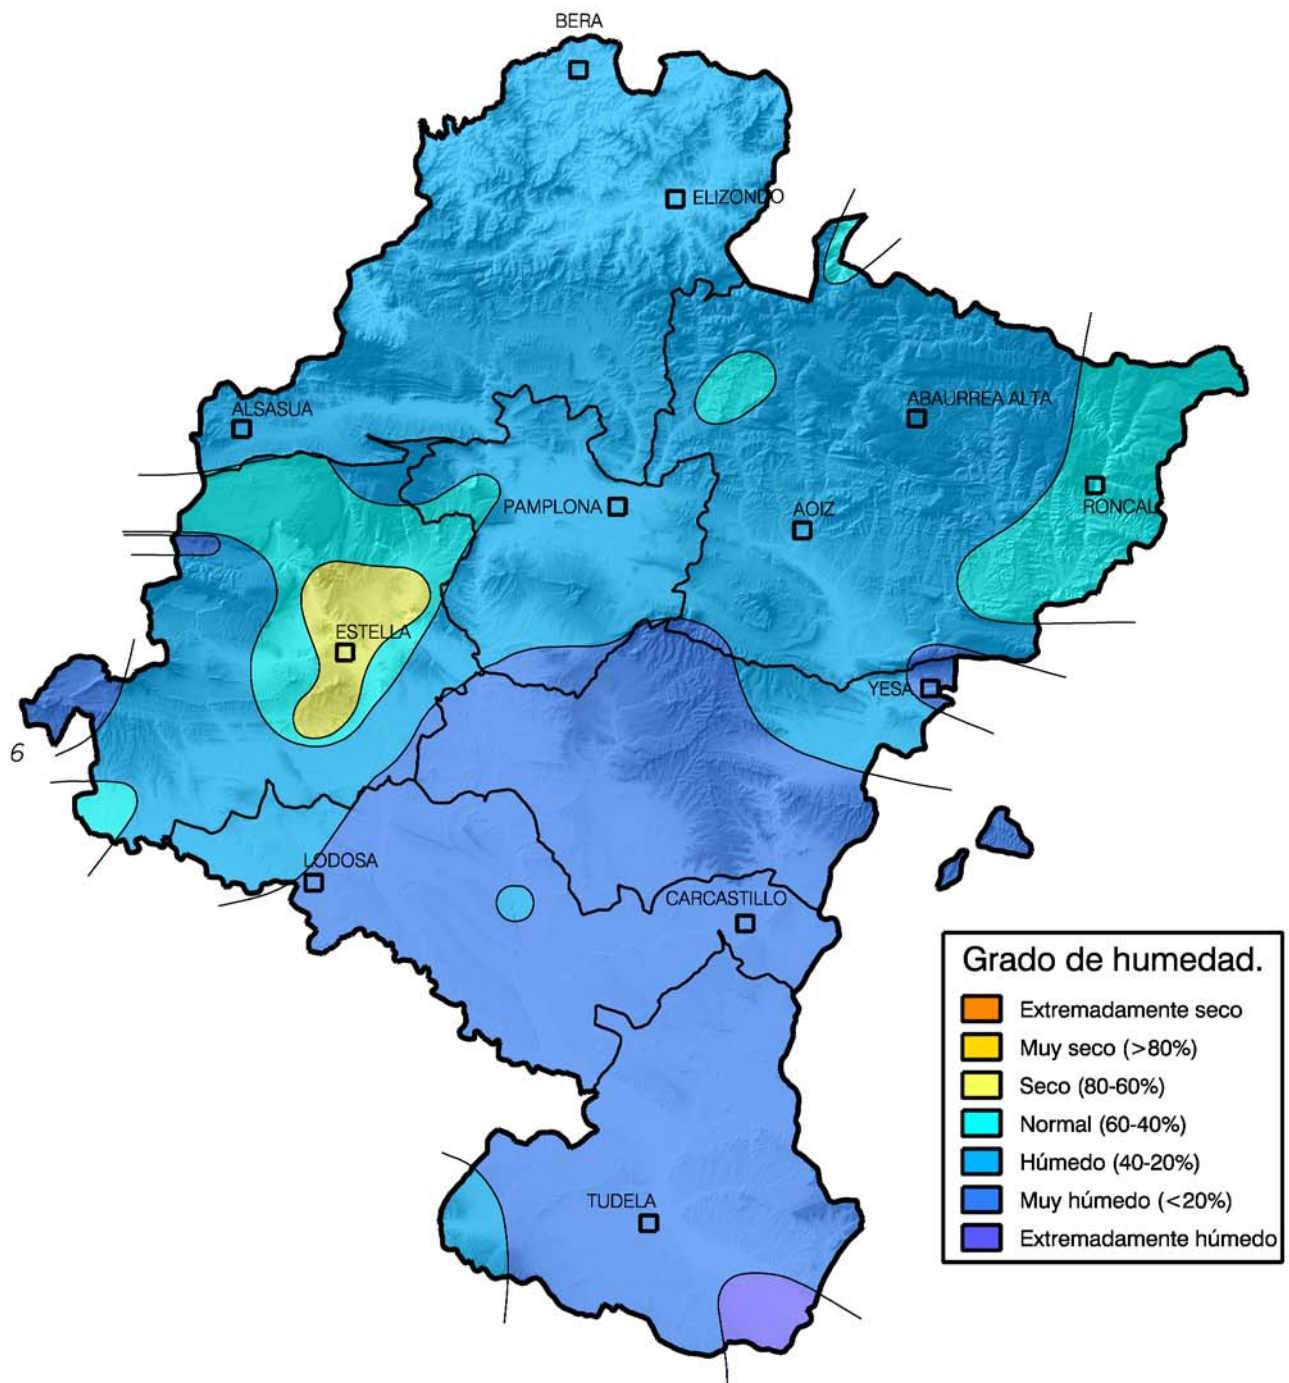 BERA
ELIZONDO
ALSASUA
ABAURREA ALTA
PAMPLONA
AOIZ
RONCAL
ESTELLA
YESA
6
LODOSA
CARCASTILLO
TUDELA
Grado de humedad.
Extremadamente seco
Muy seco (>80%)
Seco (80-60%)
Normal (60-40%)
Húmedo (40-20%)
Muy húmedo (<20%)
Extremadamente húmedo